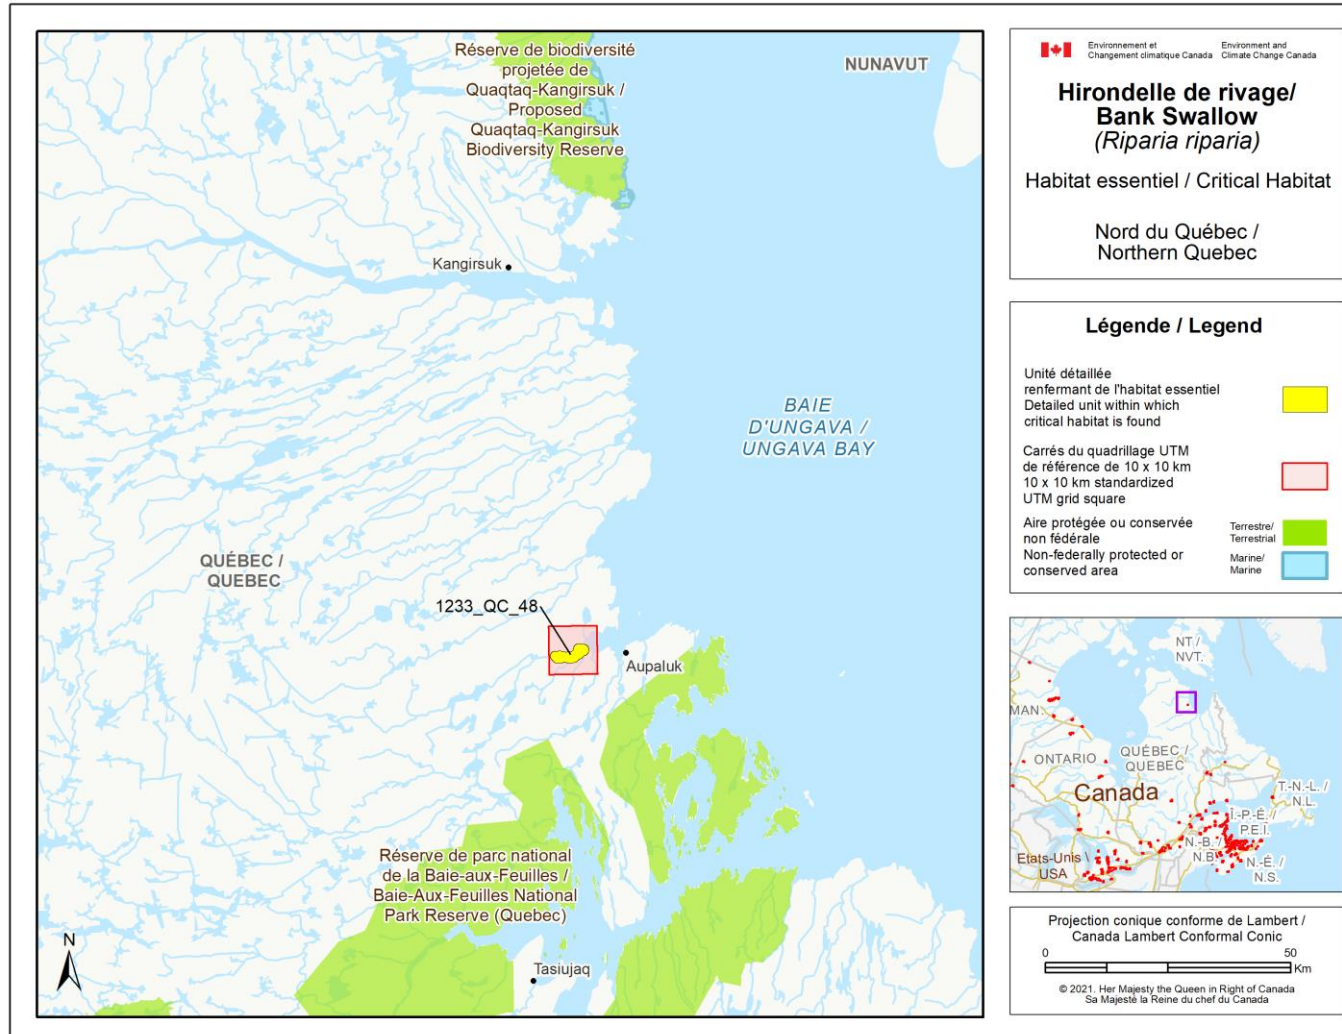 Réserve de biodiversité
projetée de
Quaqtaq-Kangirsuk /
Proposed
Quaqtaq-Kangirsuk
Biodiversity Reserve
NUNAVUT
Kangirsuk
BAIE
D'UNGAVA /
UNGAVA BAY
QUÉBEC /
QUEBEC
1233_QC_48
Aupaluk
Réserve de parc national
de la Baie-aux-Feuilles /
Baie-Aux-Feuilles National
Park Reserve (Quebec)
Tasiujaq
N
Environnement et
Changement climatique Canada
Environment and
Climate Change Canada
Hirondelle de rivage/
Bank Swallow
(Riparia riparia)
Habitat essentiel / Critical Habitat
Nord du Québec /
Northern Quebec
Légende / Legend
Unité détaillée
renfermant de l'habitat essentiel
Detailed unit within which
critical habitat is found
Carrés du quadrillage UTM
de référence de 10 x 10 km
10 x 10 km standardized
UTM grid square
Aire protégée ou conservée
non fédérale
Non-federally protected or
conserved area
Terrestre/
Terrestrial
Marine/
Marine
NT /
NVT.
MAN.
ONTARIO
QUÉBEC /
QUEBEC
Canada
T.-N.-L. /
N.L.
Î.-P.-É. /
P.E.I.
N.-B. /
N.B.
N.-É. /
N.S.
Etats-Unis \
USA
Projection conique conforme de Lambert /
Canada Lambert Conformal Conic
0 50
Km
© 2021. Her Majesty the Queen in Right of Canada
Sa Majesté la Reine du chef du Canada